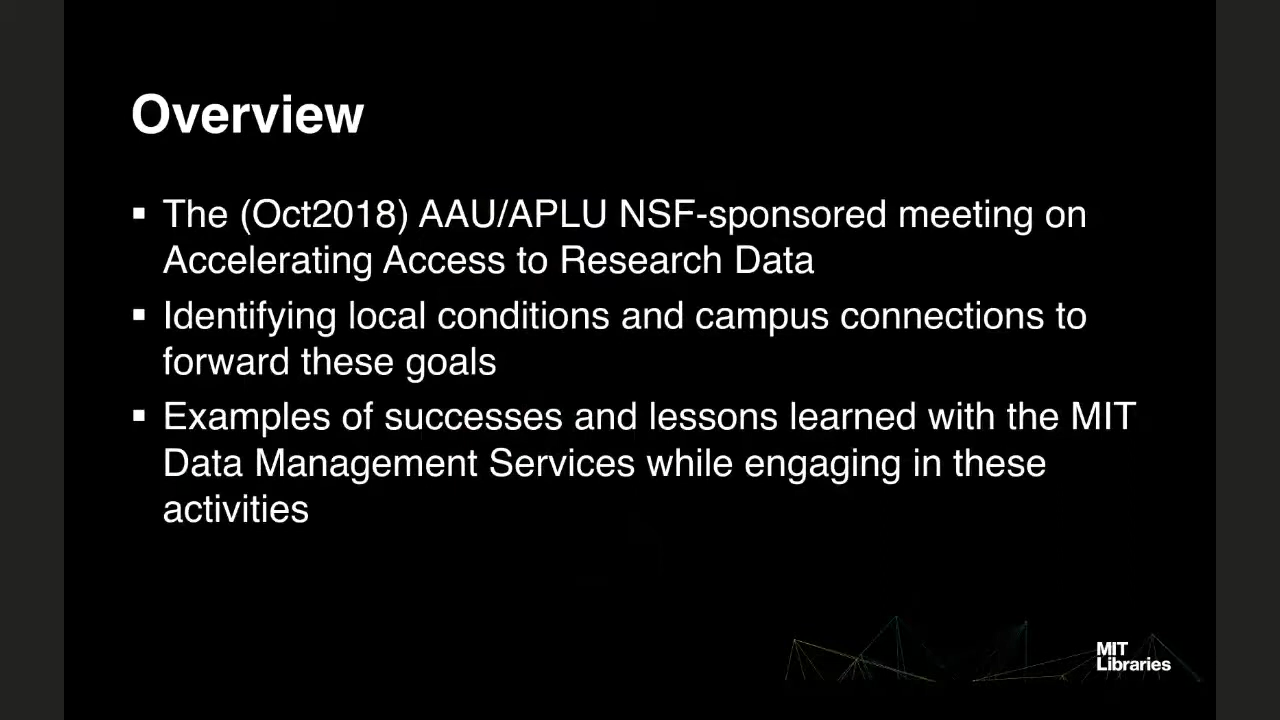 Overview
▪ The (Oct2018) AAU/APLU NSF-sponsored meeting on
Accelerating Access to Research Data
▪ Identifying local conditions and campus connections to
forward these goals
▪ Examples of successes and lessons learned with the MIT
Data Management Services while engaging in these
activities
MIT
Libraries